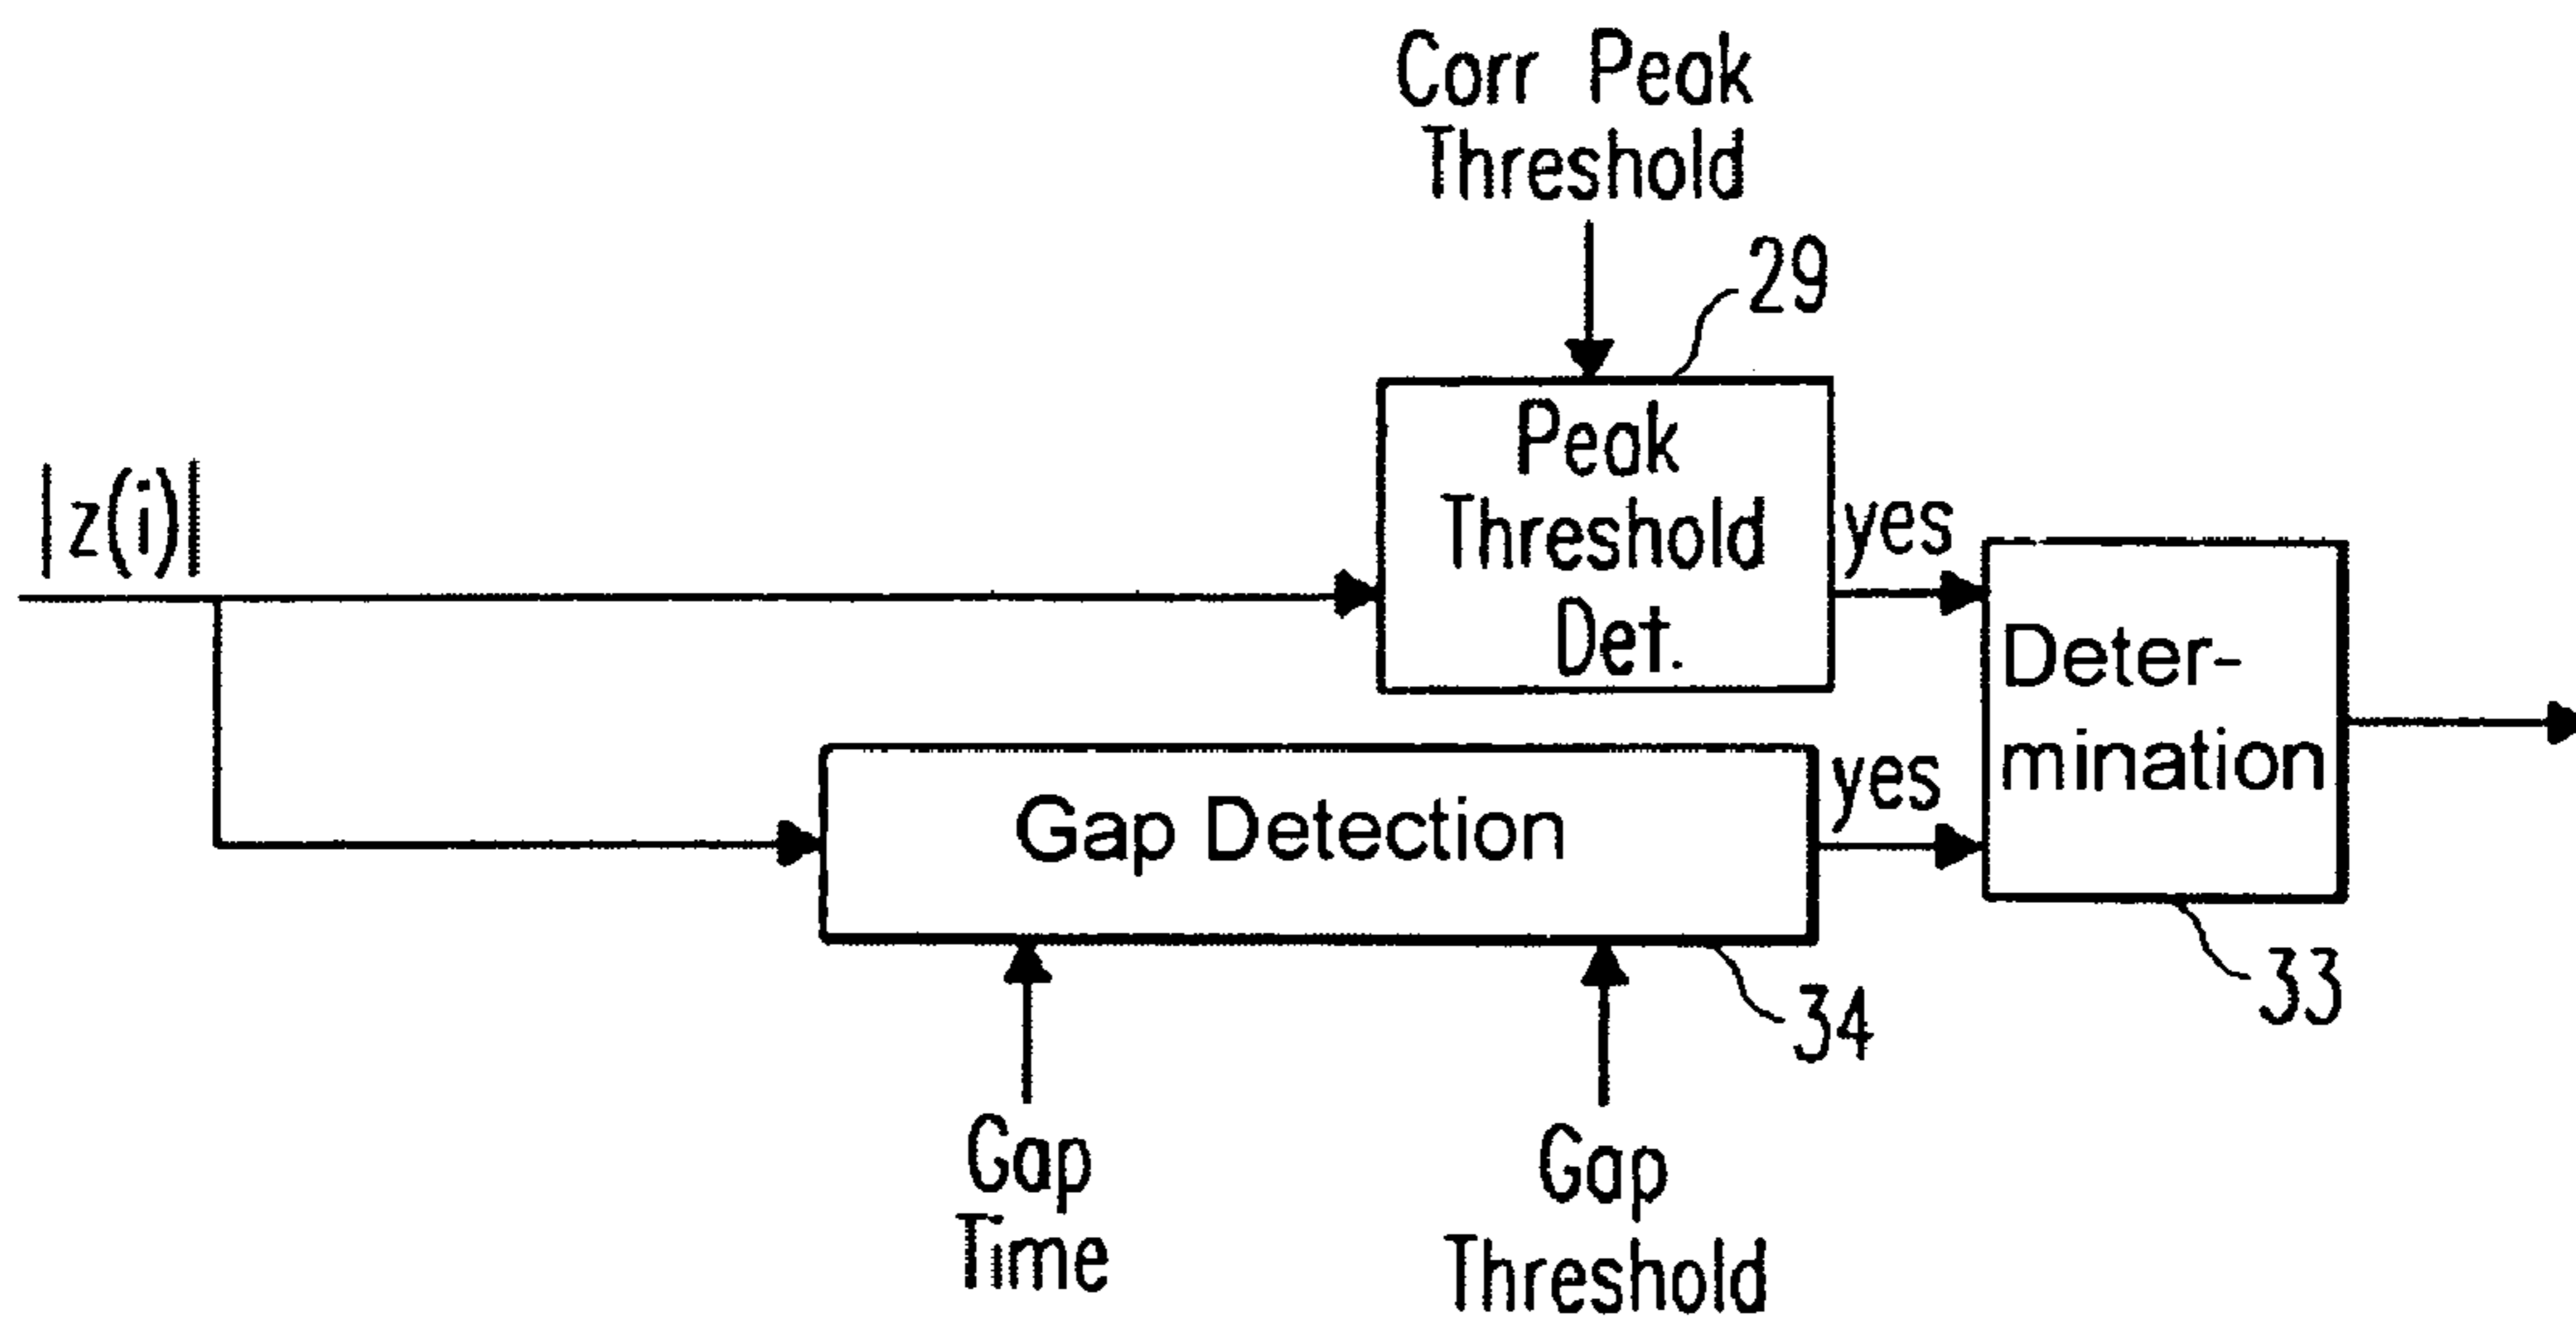 Corr Peak
Threshold
29
|z(i)|
Peak
Threshold
Det.
yes
Deter-
mination
33
Gap Detection
yes
34
Gap
Time
Gap
Threshold